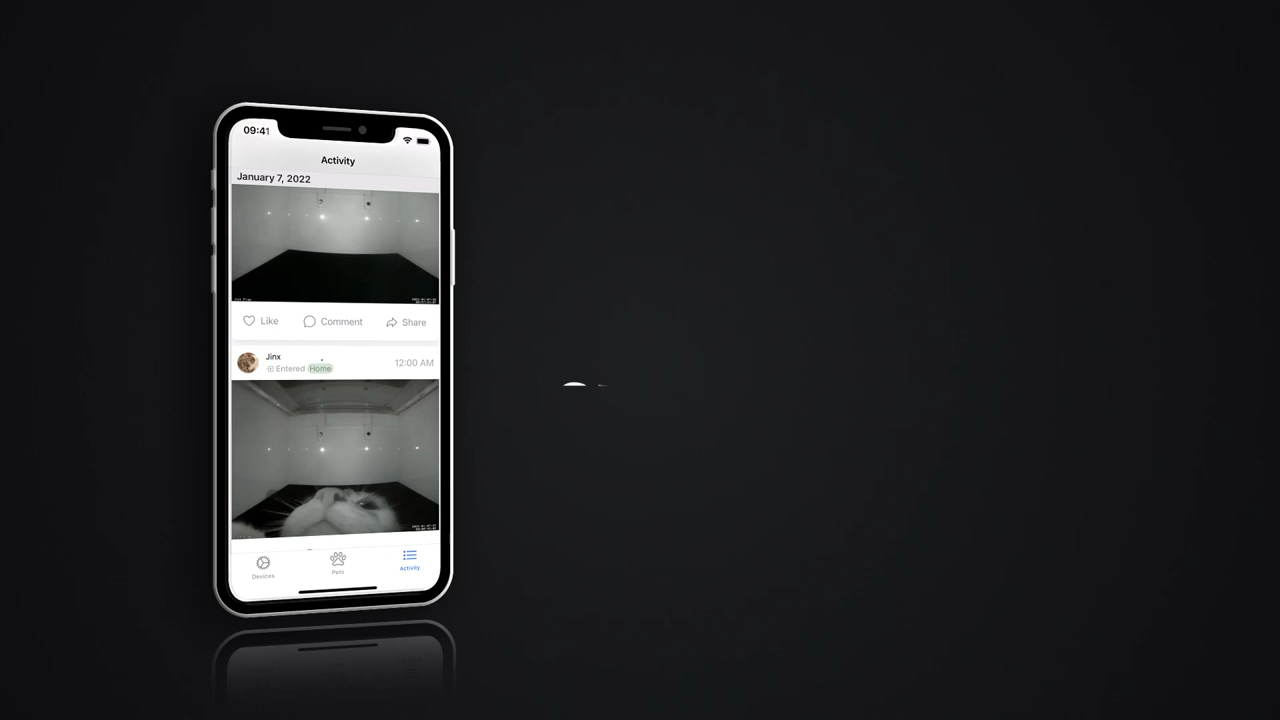 09:41
Activity
January 7, 2022
Like
Comment
Share
Jinx
Entered Home
12:00 AM
Devices
Pets
Activity